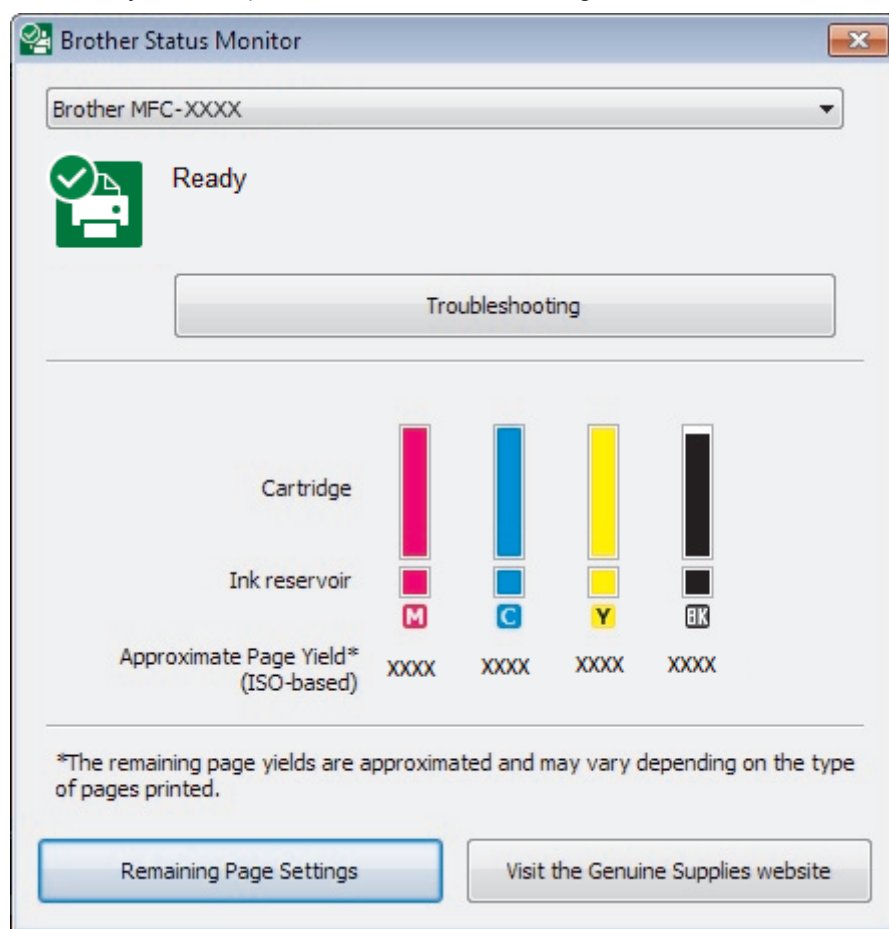 Brother Status Monitor
Brother MFC-XXXX
Ready
Troubleshooting
Cartridge
Ink reservoir
M C Y BK
Approximate Page Yield* XXXX XXXX XXXX XXXX
(ISO-based)
*The remaining page yields are approximated and may vary depending on the type
of pages printed.
Remaining Page Settings Visit the Genuine Supplies website